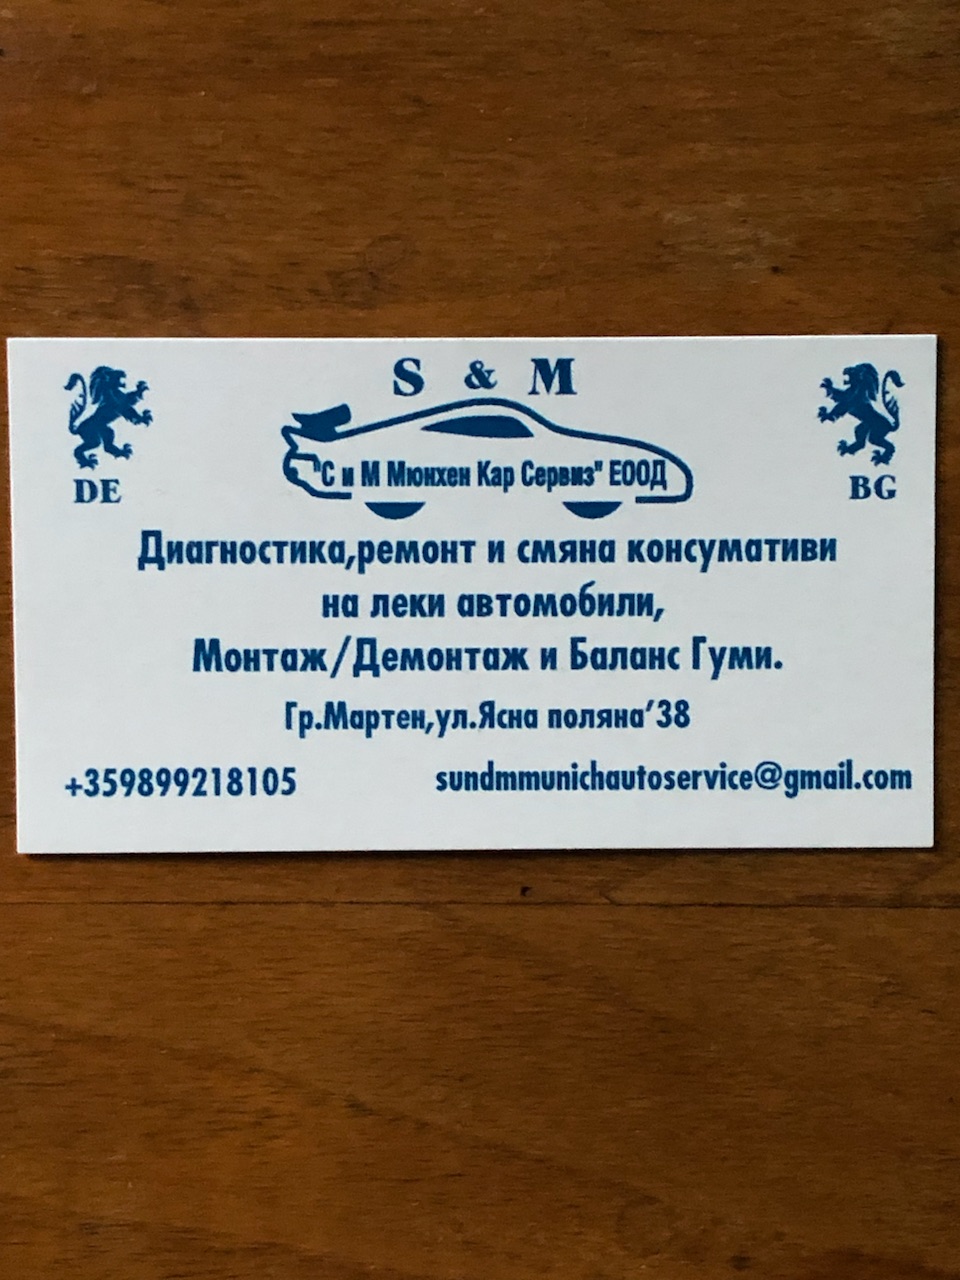 S & M
"С и М Мюнхен Кар Сервиз" ЕООД
DE
BG
Диагностика,ремонт и смяна консумативи
на леки автомобили,
Монтаж/Демонтаж и Баланс Гуми.
Гр.Мартен,ул.Ясна поляна'38
+359899218105
sundmmunichautoservice@gmail.com